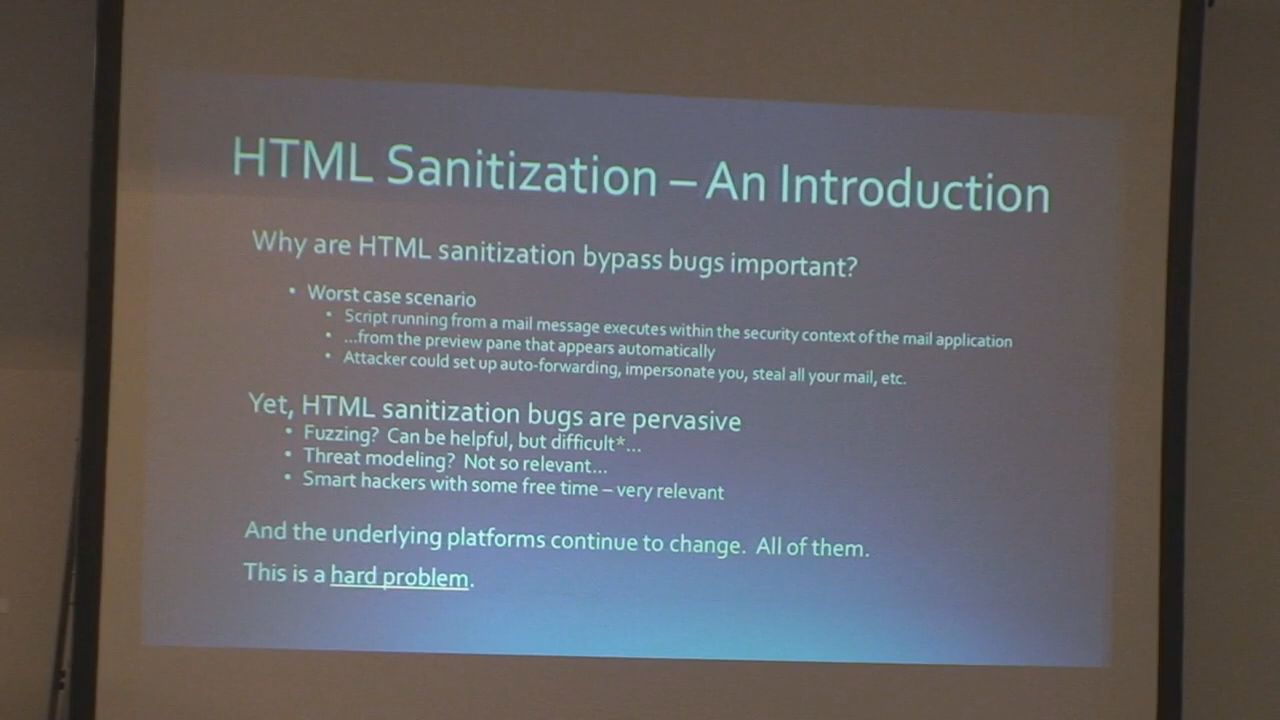 HTML Sanitization – An Introduction
Why are HTML sanitization bypass bugs important?
• Worst case scenario
• Script running from a mail message executes within the security context of the mail application
• ...from the preview pane that appears automatically
• Attacker could set up auto-forwarding, impersonate you, steal all your mail, etc.
Yet, HTML sanitization bugs are pervasive
• Fuzzing? Can be helpful, but difficult*...
• Threat modeling? Not so relevant...
• Smart hackers with some free time – very relevant
And the underlying platforms continue to change. All of them.
This is a hard problem.